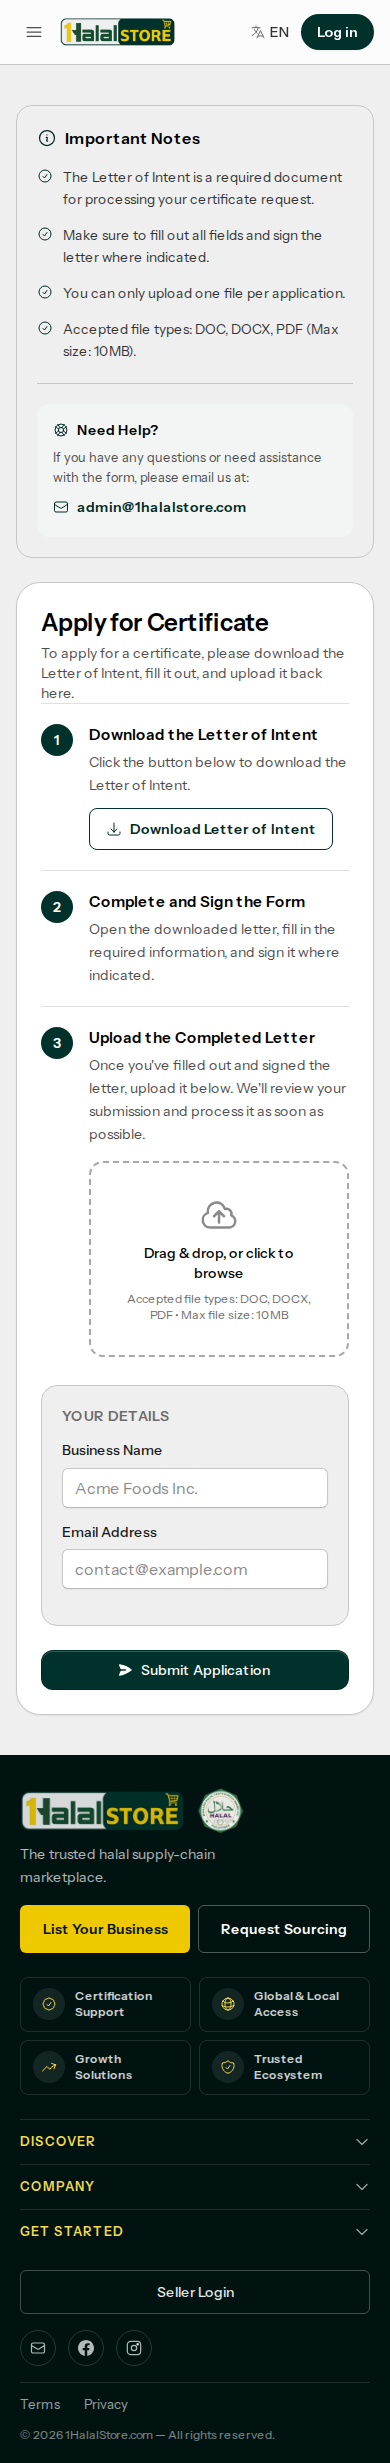 1Halal STORE
EN
Log in
Important Notes
The Letter of Intent is a required document
for processing your certificate request.
Make sure to fill out all fields and sign the
letter where indicated.
You can only upload one file per application.
Accepted file types: DOC, DOCX, PDF (Max
size: 10MB).
Need Help?
If you have any questions or need assistance
with the form, please email us at:
admin@1halalstore.com
Apply for Certificate
To apply for a certificate, please download the
Letter of Intent, fill it out, and upload it back
here.
1
Download the Letter of Intent
Click the button below to download the
Letter of Intent.
Download Letter of Intent
2
Complete and Sign the Form
Open the downloaded letter, fill in the
required information, and sign it where
indicated.
3
Upload the Completed Letter
Once you've filled out and signed the
letter, upload it below. We'll review your
submission and process it as soon as
possible.
Drag & drop, or click to
browse
Accepted file types: DOC, DOCX,
PDF • Max file size: 10MB
YOUR DETAILS
Business Name
Acme Foods Inc.
Email Address
contact@example.com
Submit Application
1Halal STORE
حلال
HALAL
The trusted halal supply-chain
marketplace.
List Your Business
Request Sourcing
Certification
Support
Global & Local
Access
Growth
Solutions
Trusted
Ecosystem
DISCOVER
COMPANY
GET STARTED
Seller Login
Terms
Privacy
© 2026 1HalalStore.com — All rights reserved.